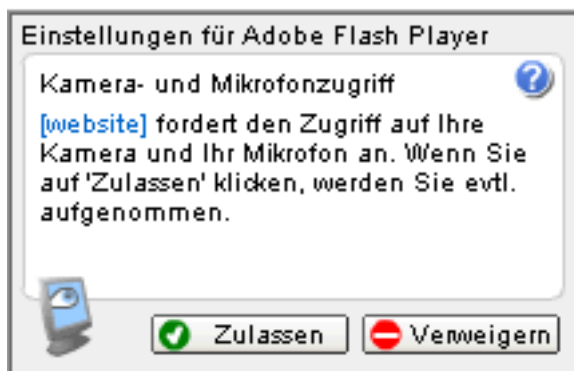 Einstellungen für Adobe Flash Player
Kamera- und Mikrofonzugriff
?
[website] fordert den Zugriff auf Ihre
Kamera und Ihr Mikrofon an. Wenn Sie
auf 'Zulassen' klicken, werden Sie evtl.
aufgenommen.
Zulassen
Verweigern